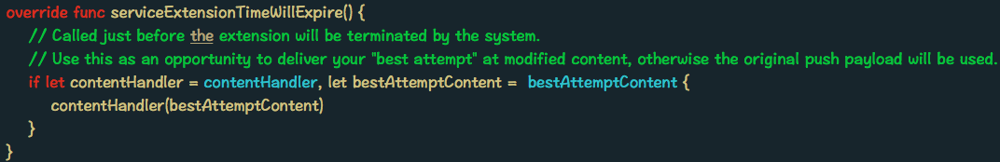 override func serviceExtensionTimeWillExpire() {
// Called just before the extension will be terminated by the system.
// Use this as an opportunity to deliver your "best attempt" at modified content, otherwise the original push payload will be used.
if let contentHandler = contentHandler, let bestAttemptContent = bestAttemptContent {
contentHandler(bestAttemptContent)
}
}